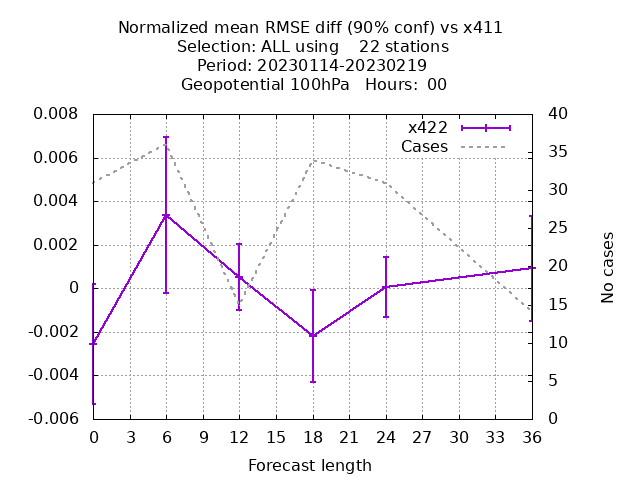 Normalized mean RMSE diff (90% conf) vs x411
Selection: ALL using    22 stations
Period: 20230114-20230219
Geopotential 100hPa   Hours:  00
0.008
0.006
0.004
0.002
0
-0.002
-0.004
-0.006
40
35
30
25
20
15
10
5
0
x422
Cases
No cases
0 3 6 9 12 15 18 21 24 27 30 33 36
Forecast length